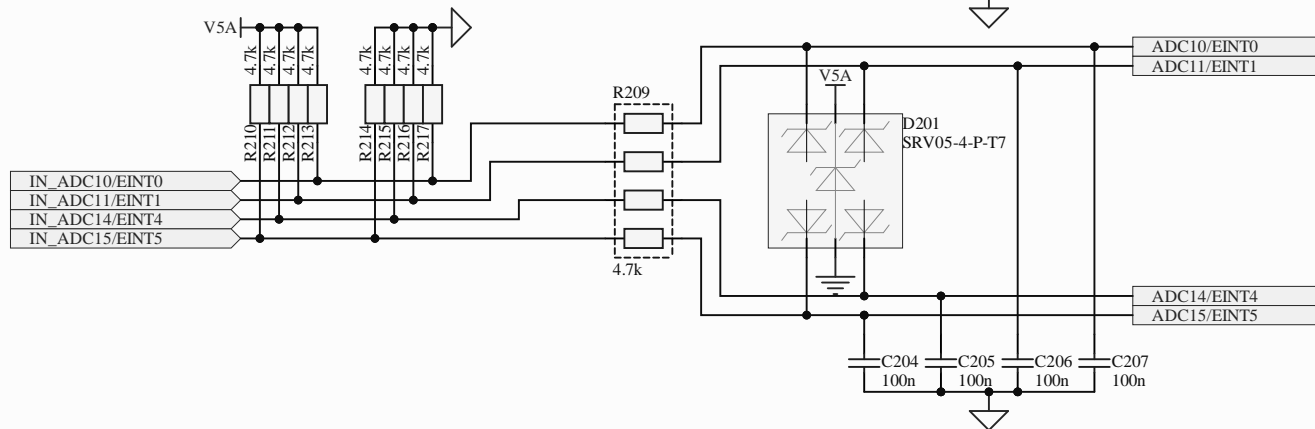 V5A
4.7k
4.7k
4.7k
4.7k
4.7k
4.7k
4.7k
4.7k
R210
R211
R212
R213
R214
R215
R216
R217
R209
4.7k
V5A
D201
SRV05-4-P-T7
ADC10/EINT0
ADC11/EINT1
IN_ADC10/EINT0
IN_ADC11/EINT1
IN_ADC14/EINT4
IN_ADC15/EINT5
ADC14/EINT4
ADC15/EINT5
C204
100n
C205
100n
C206
100n
C207
100n